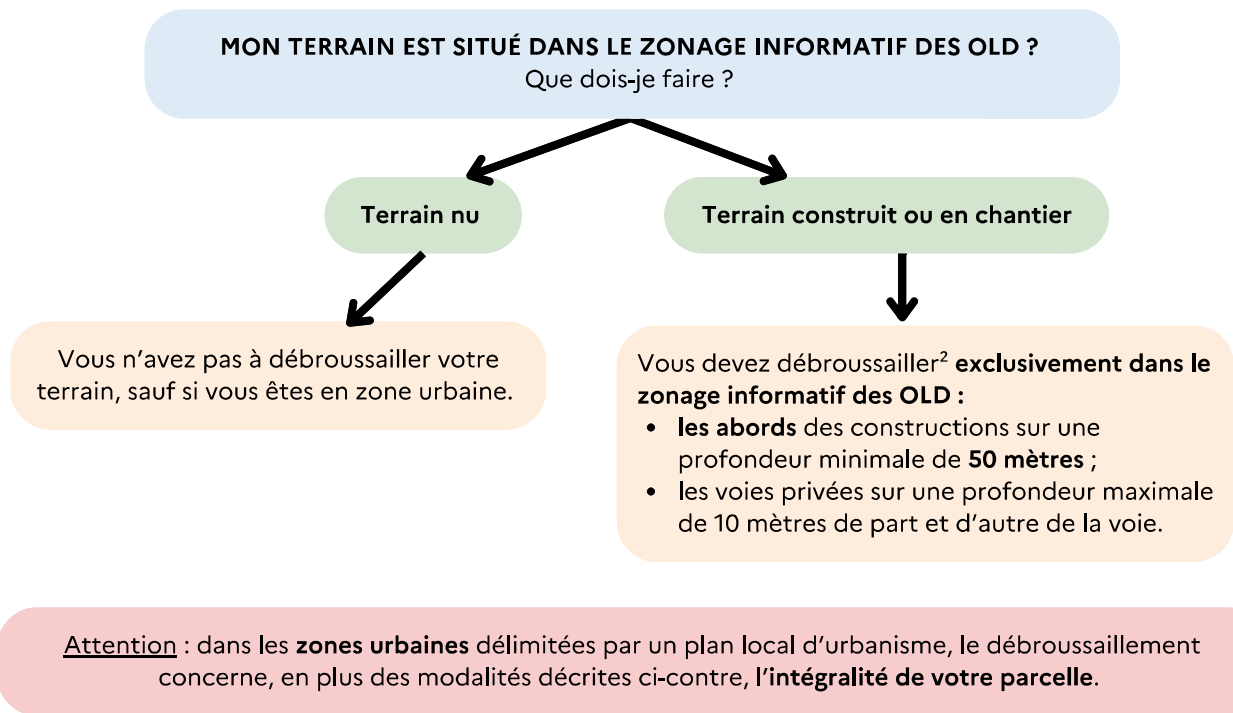 MON TERRAIN EST SITUÉ DANS LE ZONAGE INFORMATIF DES OLD ?
Que dois-je faire ?
Terrain nu
Terrain construit ou en chantier
Vous n’avez pas à débroussailler votre
terrain, sauf si vous êtes en zone urbaine.
Vous devez débroussailler² exclusivement dans le
zonage informatif des OLD :
• les abords des constructions sur une
profondeur minimale de 50 mètres ;
• les voies privées sur une profondeur maximale
de 10 mètres de part et d’autre de la voie.
Attention : dans les zones urbaines délimitées par un plan local d’urbanisme, le débroussaillement
concerne, en plus des modalités décrites ci-contre, l’intégralité de votre parcelle.